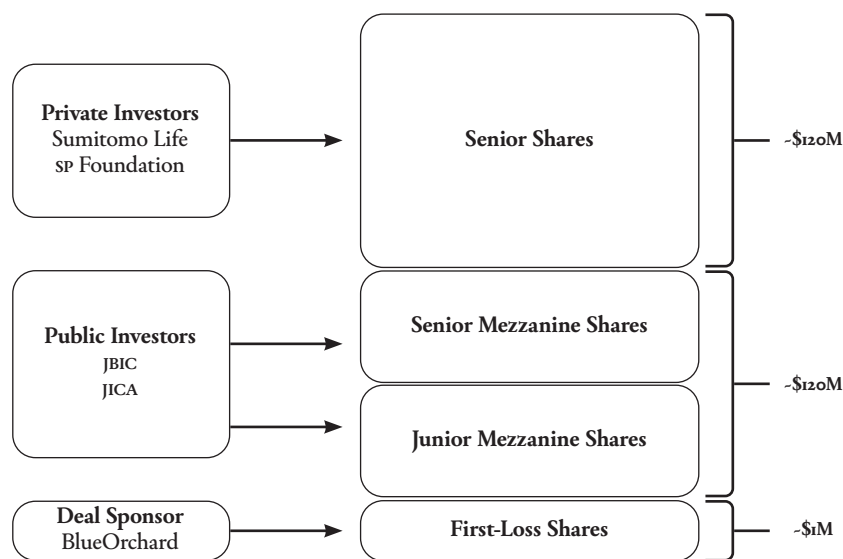 Private Investors
Sumitomo Life
SP Foundation
Senior Shares
~$120M
Public Investors
JBIC
JICA
Senior Mezzanine Shares
Junior Mezzanine Shares
~$120M
Deal Sponsor
BlueOrchard
First-Loss Shares
~$1M